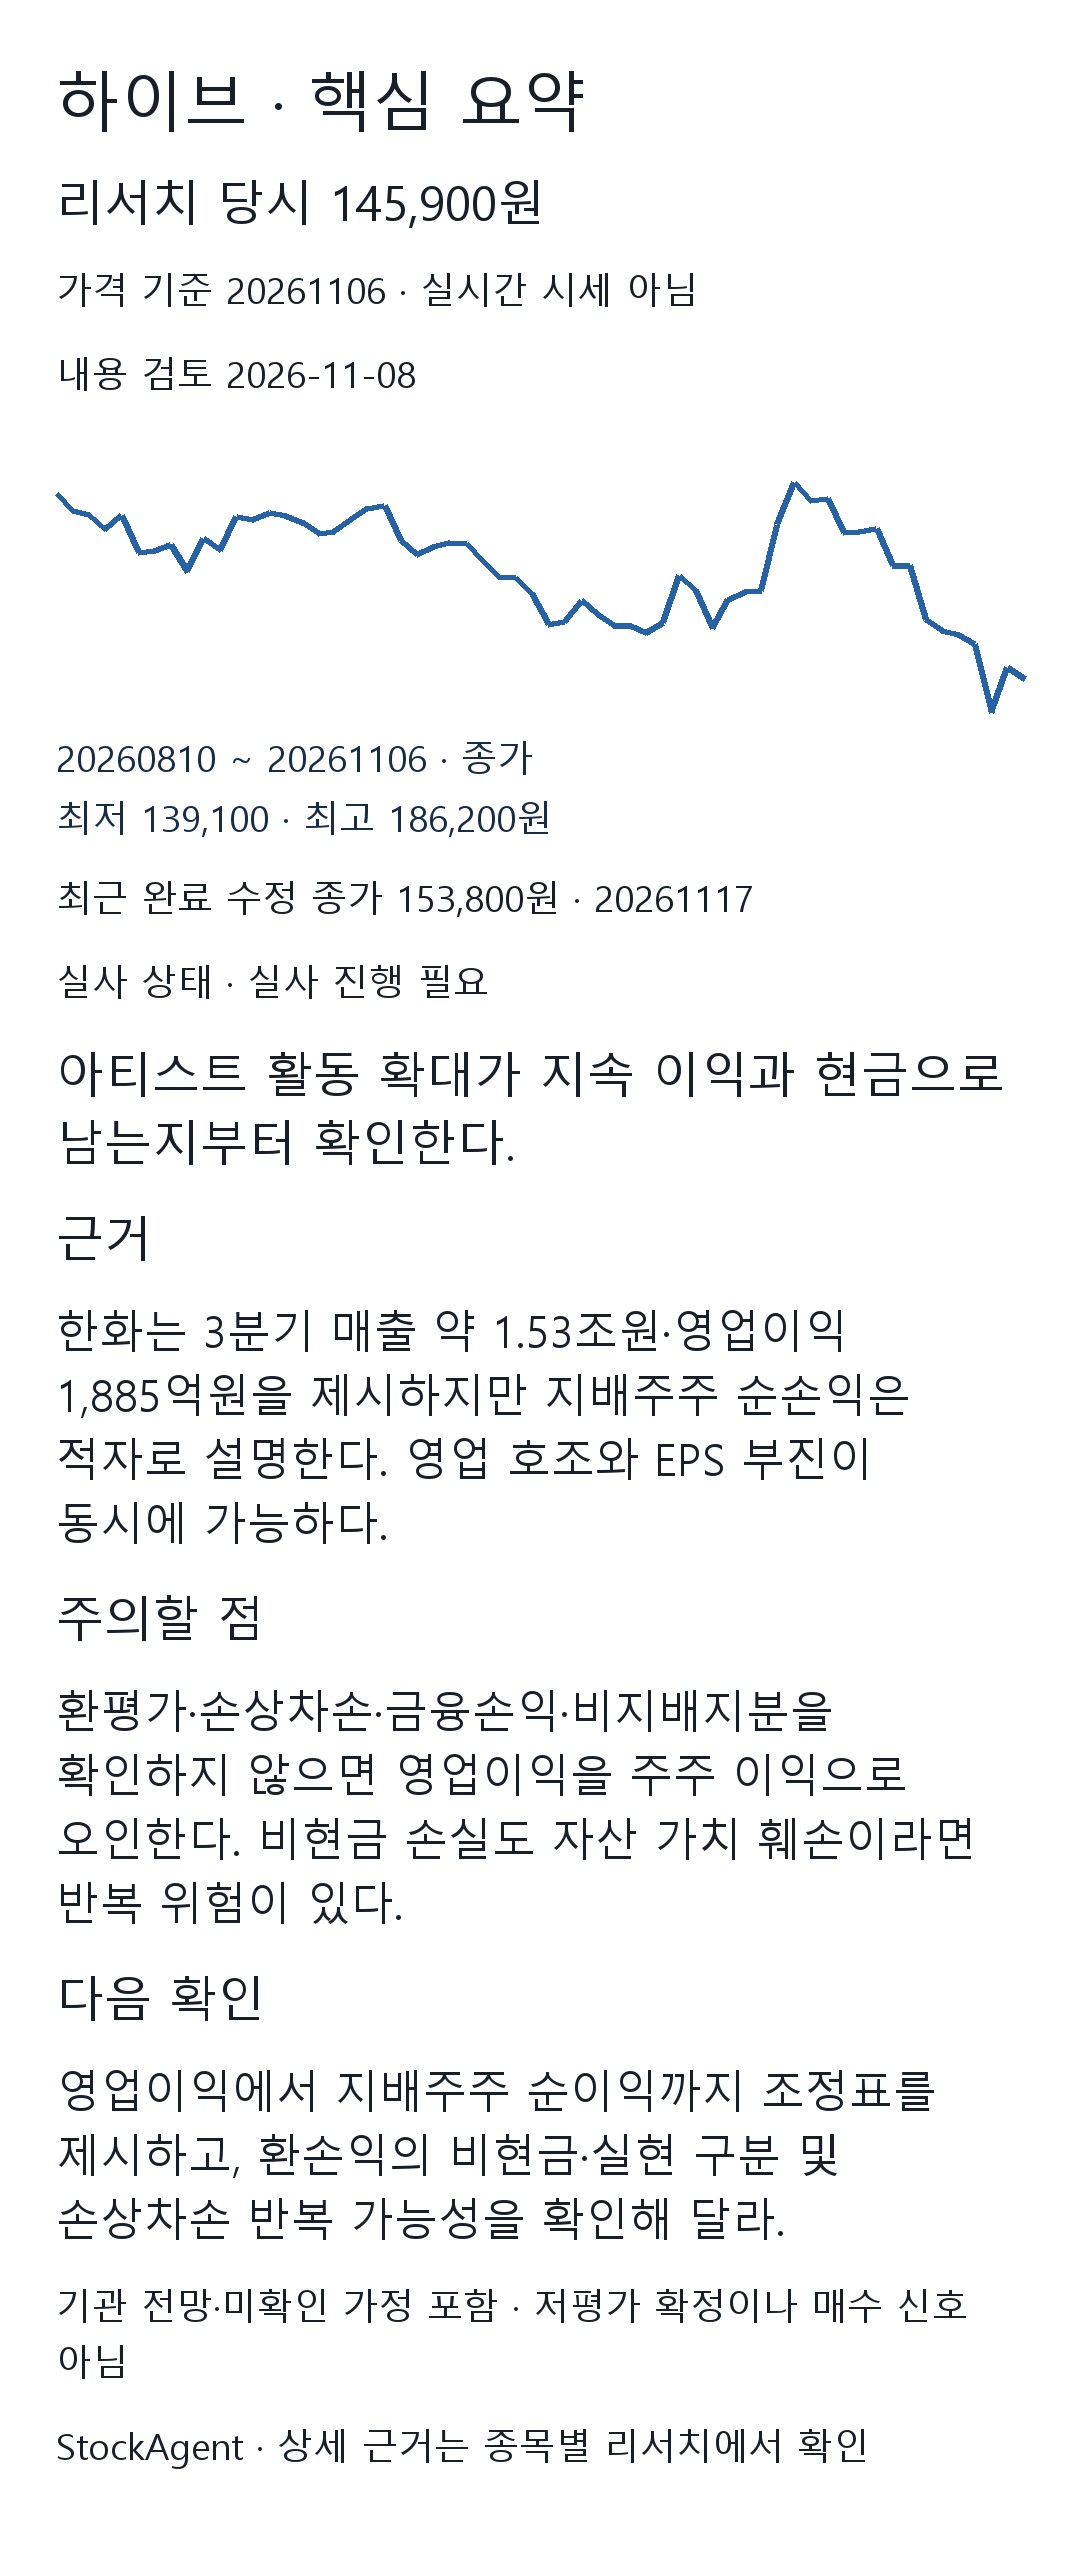 하이브 · 핵심 요약
리서치 당시 145,900원
가격 기준 20261106 · 실시간 시세 아님
내용 검토 2026-11-08
20260810 ~ 20261106 · 종가
최저 139,100 · 최고 186,200원
최근 완료 수정 종가 153,800원 · 20261117
실사 상태 · 실사 진행 필요
아티스트 활동 확대가 지속 이익과 현금으로
남는지부터 확인한다.
근거
한화는 3분기 매출 약 1.53조원·영업이익
1,885억원을 제시하지만 지배주주 순손익은
적자로 설명한다. 영업 호조와 EPS 부진이
동시에 가능하다.
주의할 점
환평가·손상차손·금융손익·비지배지분을
확인하지 않으면 영업이익을 주주 이익으로
오인한다. 비현금 손실도 자산 가치 훼손이라면
반복 위험이 있다.
다음 확인
영업이익에서 지배주주 순이익까지 조정표를
제시하고, 환손익의 비현금·실현 구분 및
손상차손 반복 가능성을 확인해 달라.
기관 전망·미확인 가정 포함 · 저평가 확정이나 매수 신호
아님
StockAgent · 상세 근거는 종목별 리서치에서 확인